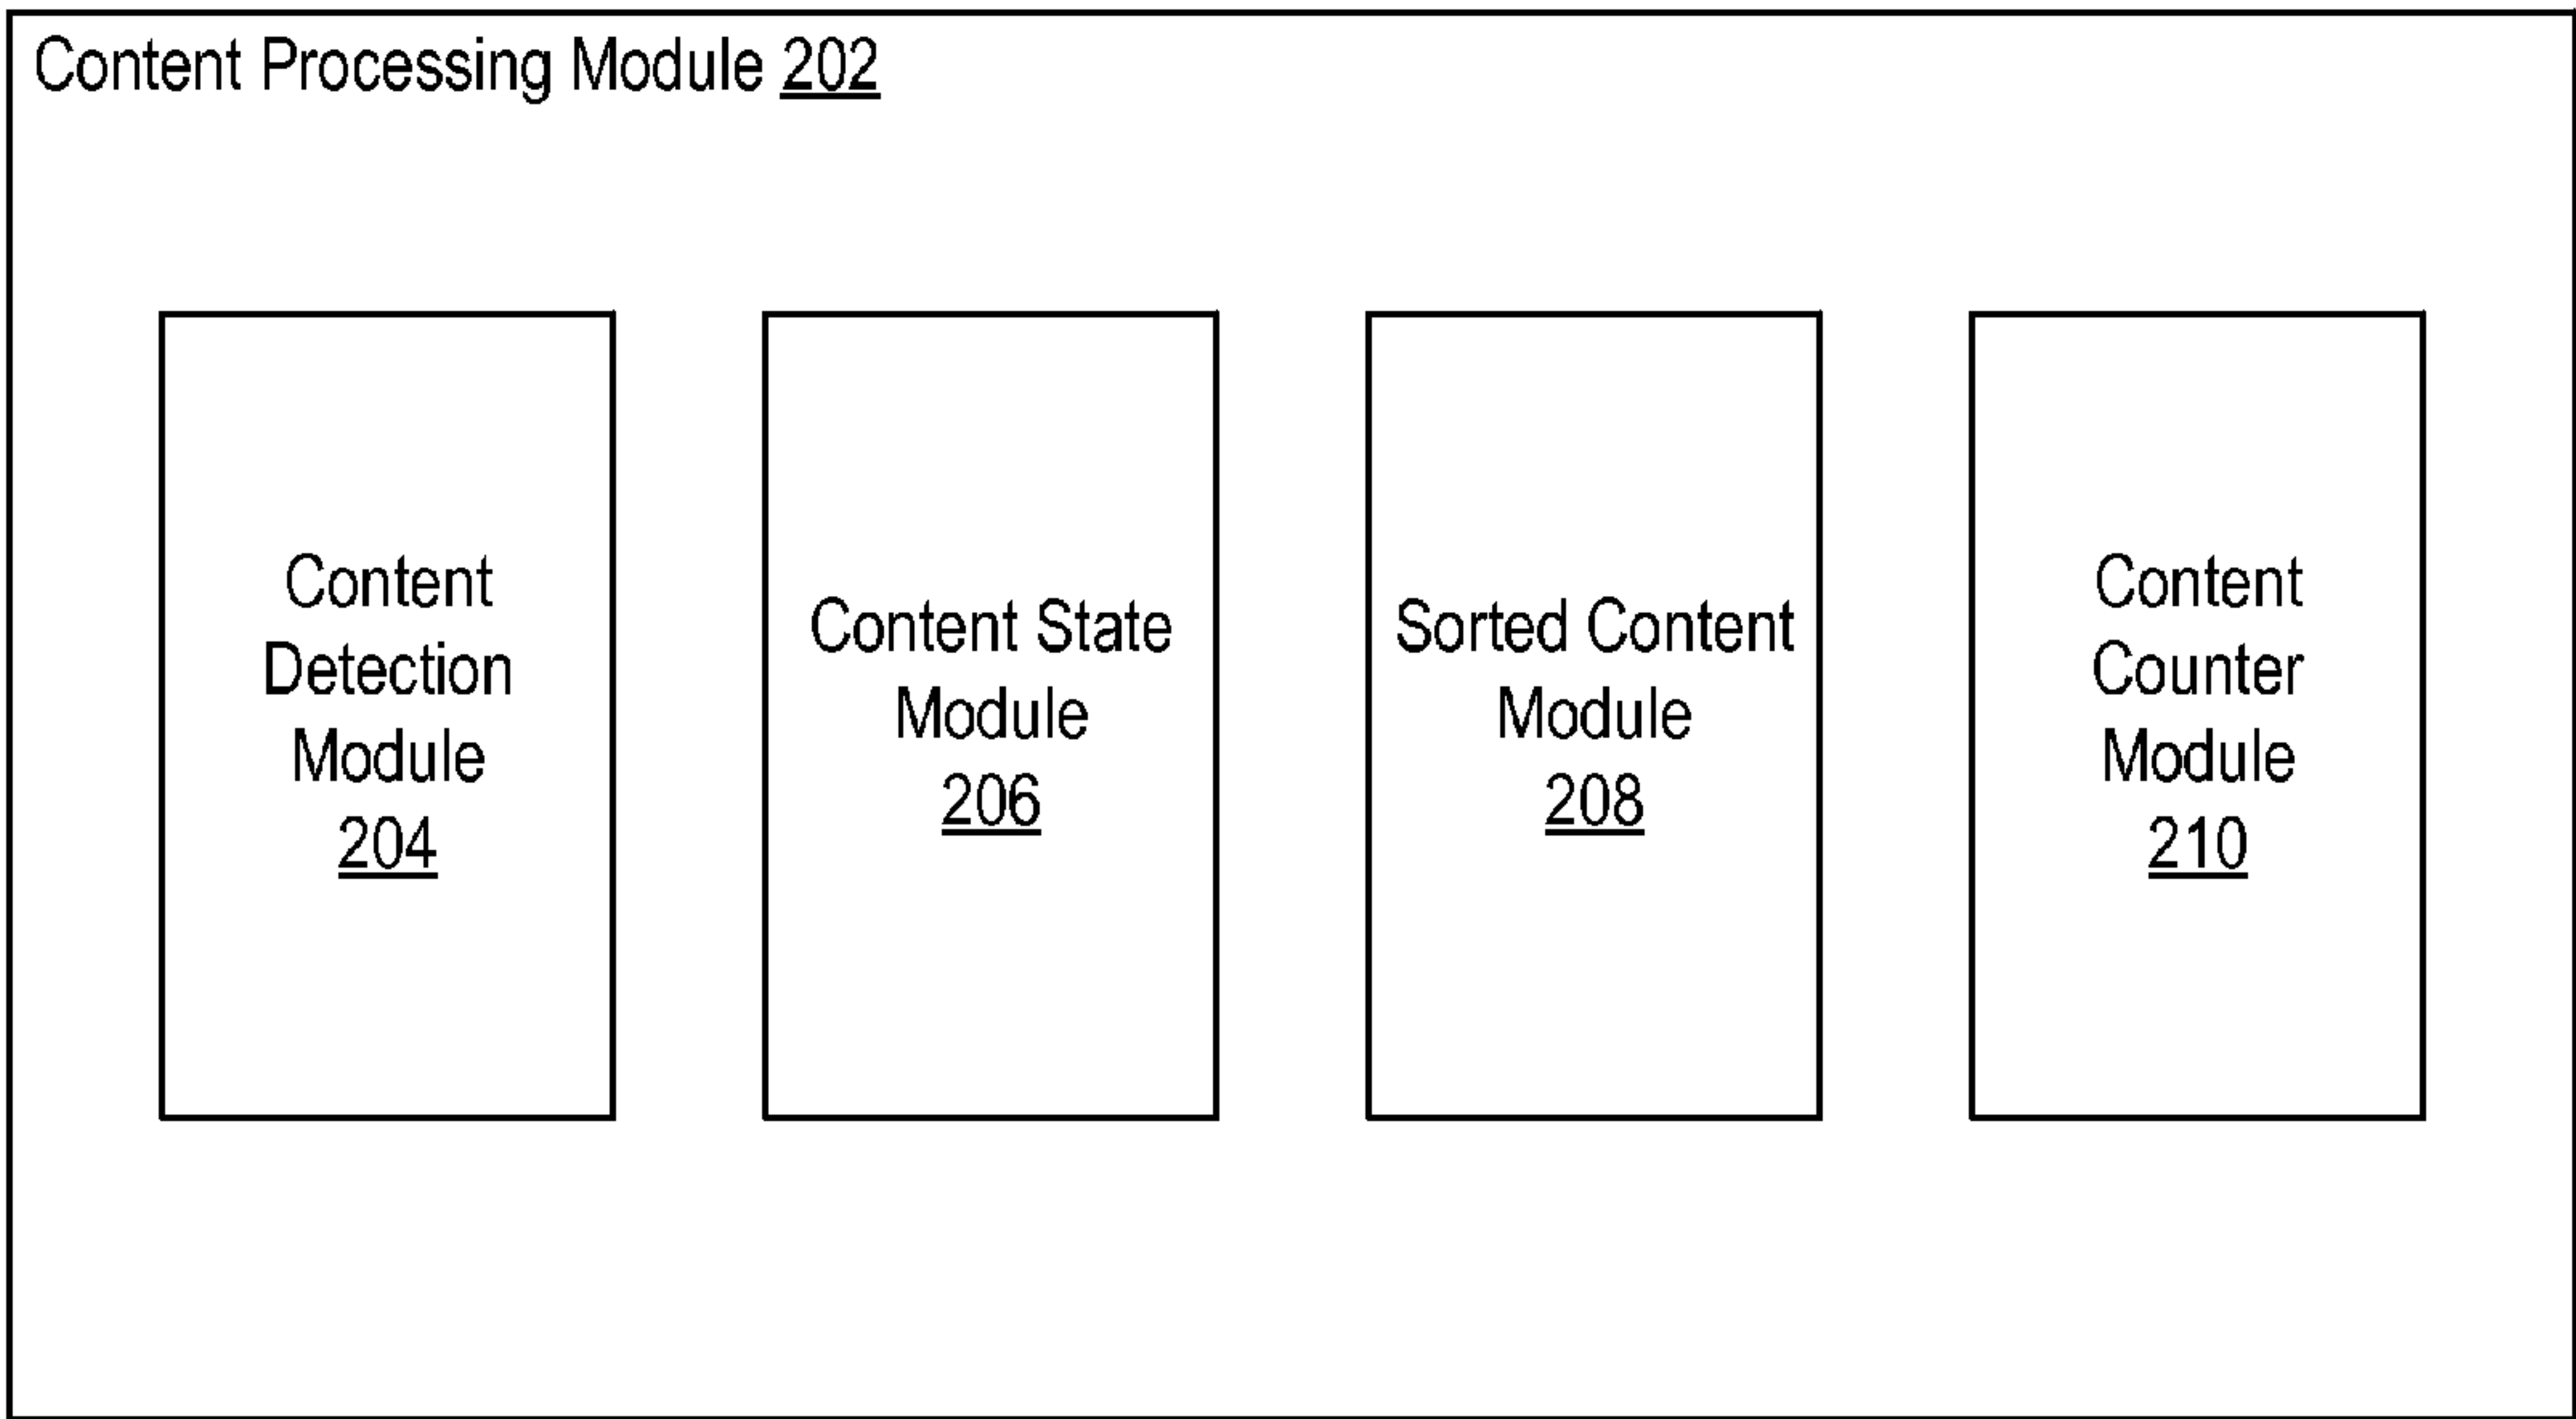 Content Processing Module 202
Content
Detection
Module
204
Content State
Module
206
Sorted Content
Module
208
Content
Counter
Module
210